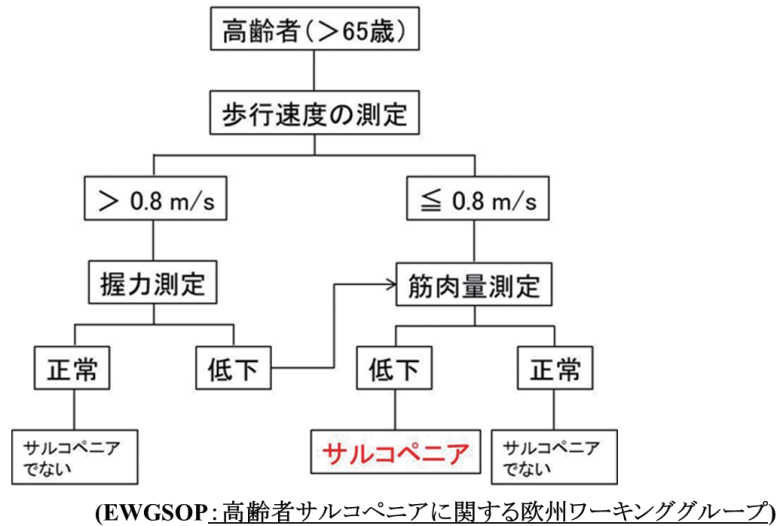 高齢者(＞65歳)
歩行速度の測定
＞ 0.8 m/s
≦ 0.8 m/s
握力測定
筋肉量測定
正常
低下
低下
正常
サルコペニア
でない
サルコペニア
サルコペニア
でない
(EWGSOP:高齢者サルコペニアに関する欧州ワーキンググループ)